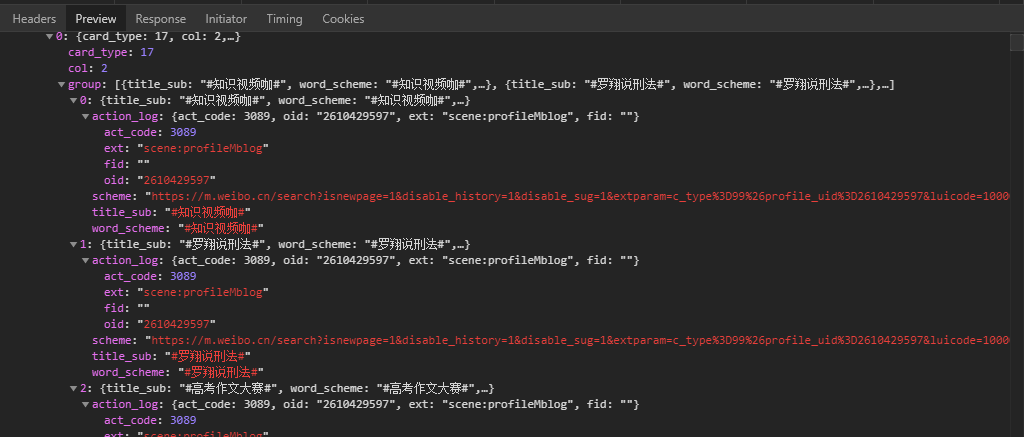 Headers Preview Response Initiator Timing Cookies
▼0: {card_type: 17, col: 2,…}
card_type: 17
col: 2
▼group: [{title_sub: "#知识视频咖#", word_scheme: "#知识视频咖#",…}, {title_sub: "#罗翔说刑法#", word_scheme: "#罗翔说刑法#",…},…]
▼0: {title_sub: "#知识视频咖#", word_scheme: "#知识视频咖#",…}
▼action_log: {act_code: 3089, oid: "2610429597", ext: "scene:profileMblog", fid: ""}
act_code: 3089
ext: "scene:profileMblog"
fid: ""
oid: "2610429597"
scheme: "https://m.weibo.cn/search?isnewpage=1&disable_history=1&disable_sug=1&extparam=c_type%3D99%26profile_uid%3D2610429597&luicode=1000
title_sub: "#知识视频咖#"
word_scheme: "#知识视频咖#"
▼1: {title_sub: "#罗翔说刑法#", word_scheme: "#罗翔说刑法#",…}
▼action_log: {act_code: 3089, oid: "2610429597", ext: "scene:profileMblog", fid: ""}
act_code: 3089
ext: "scene:profileMblog"
fid: ""
oid: "2610429597"
scheme: "https://m.weibo.cn/search?isnewpage=1&disable_history=1&disable_sug=1&extparam=c_type%3D99%26profile_uid%3D2610429597&luicode=1000
title_sub: "#罗翔说刑法#"
word_scheme: "#罗翔说刑法#"
▼2: {title_sub: "#高考作文大赛#", word_scheme: "#高考作文大赛#",…}
▼action_log: {act_code: 3089, oid: "2610429597", ext: "scene:profileMblog", fid: ""}
act_code: 3089
ext: "scene:profileMblog"